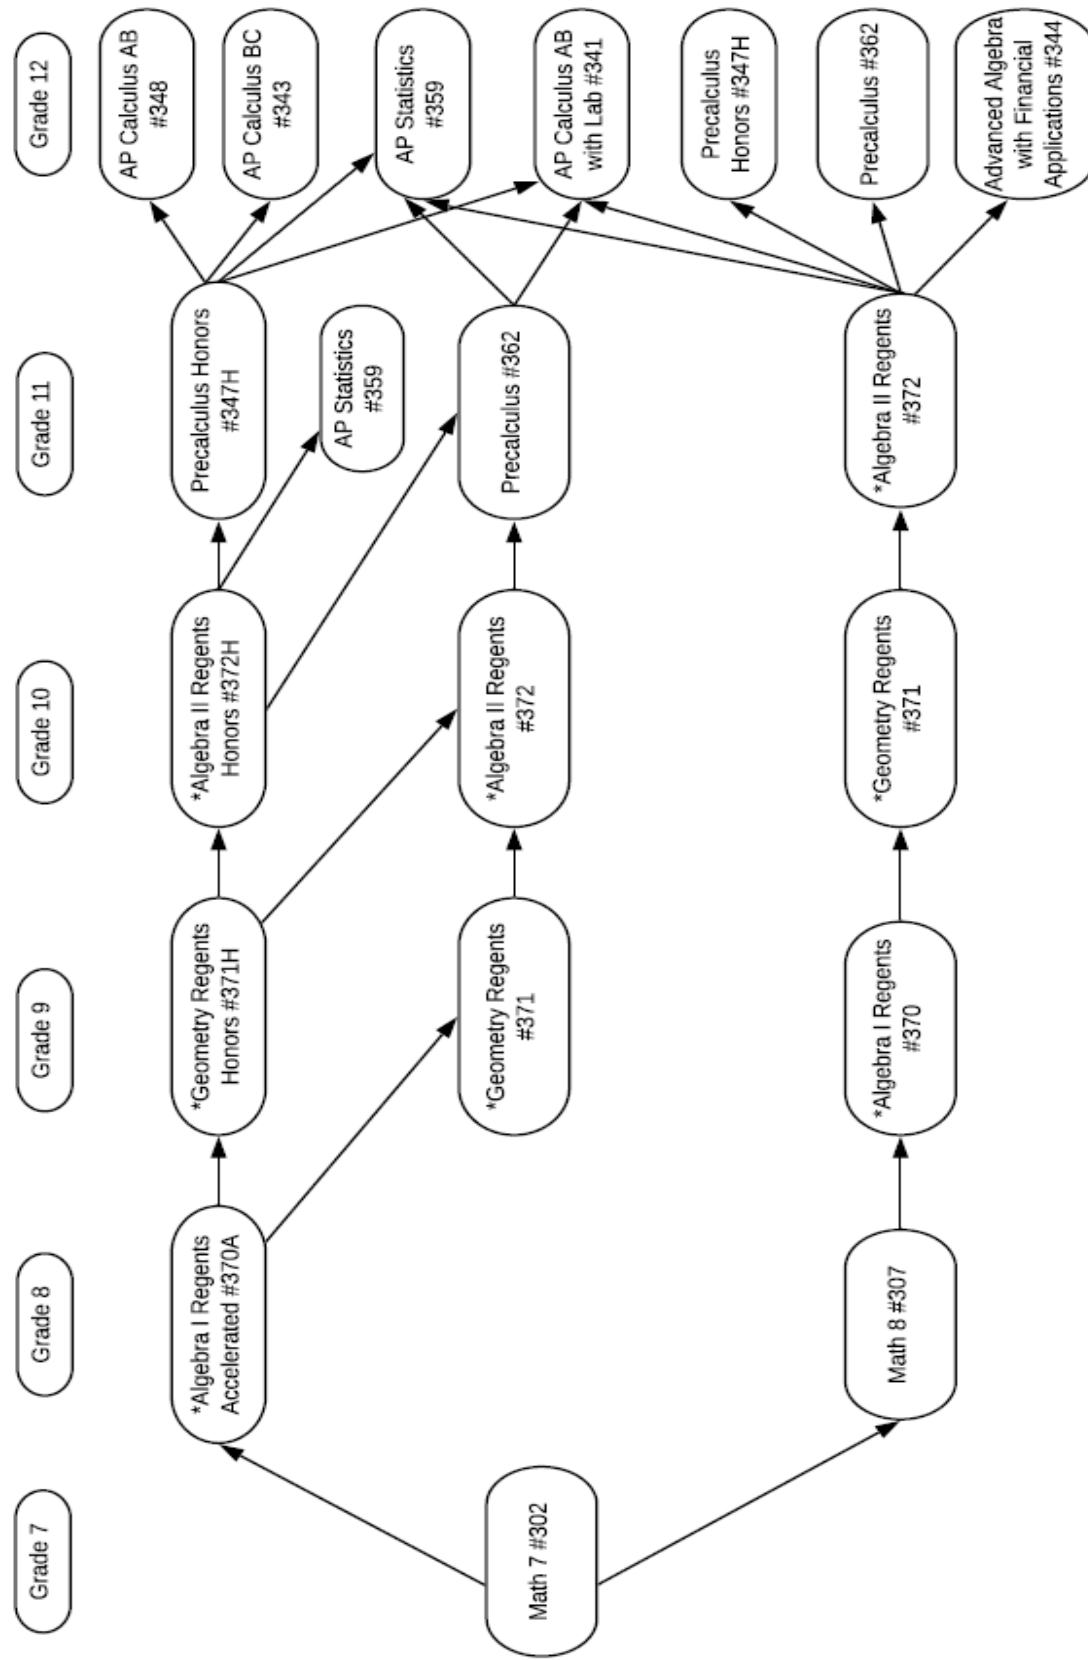 Grade 7
Grade 8
Grade 9
Grade 10
Grade 11
Grade 12
Math 7 #302
*Algebra I Regents
Accelerated #370A
Math 8 #307
*Geometry Regents
Honors #371H
*Geometry Regents
#371
*Algebra I Regents
#370
*Algebra II Regents
Honors #372H
*Algebra II Regents
#372
*Geometry Regents
#371
Precalculus Honors
#347H
AP Statistics
#359
Precalculus #362
*Algebra II Regents
#372
AP Calculus AB
#348
AP Calculus BC
#343
AP Statistics
#359
AP Calculus AB
with Lab #341
Precalculus
Honors #347H
Precalculus #362
Advanced Algebra
with Financial
Applications #344